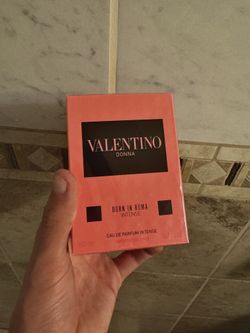 VALENTINO
DONNA
BORN IN ROMA
INTENSE
EAU DE PARFUM INTENSE